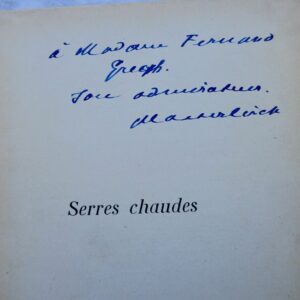 à Madame Fernand
Gregh.
Son admirateur.
Maeterlinck
Serres chaudes